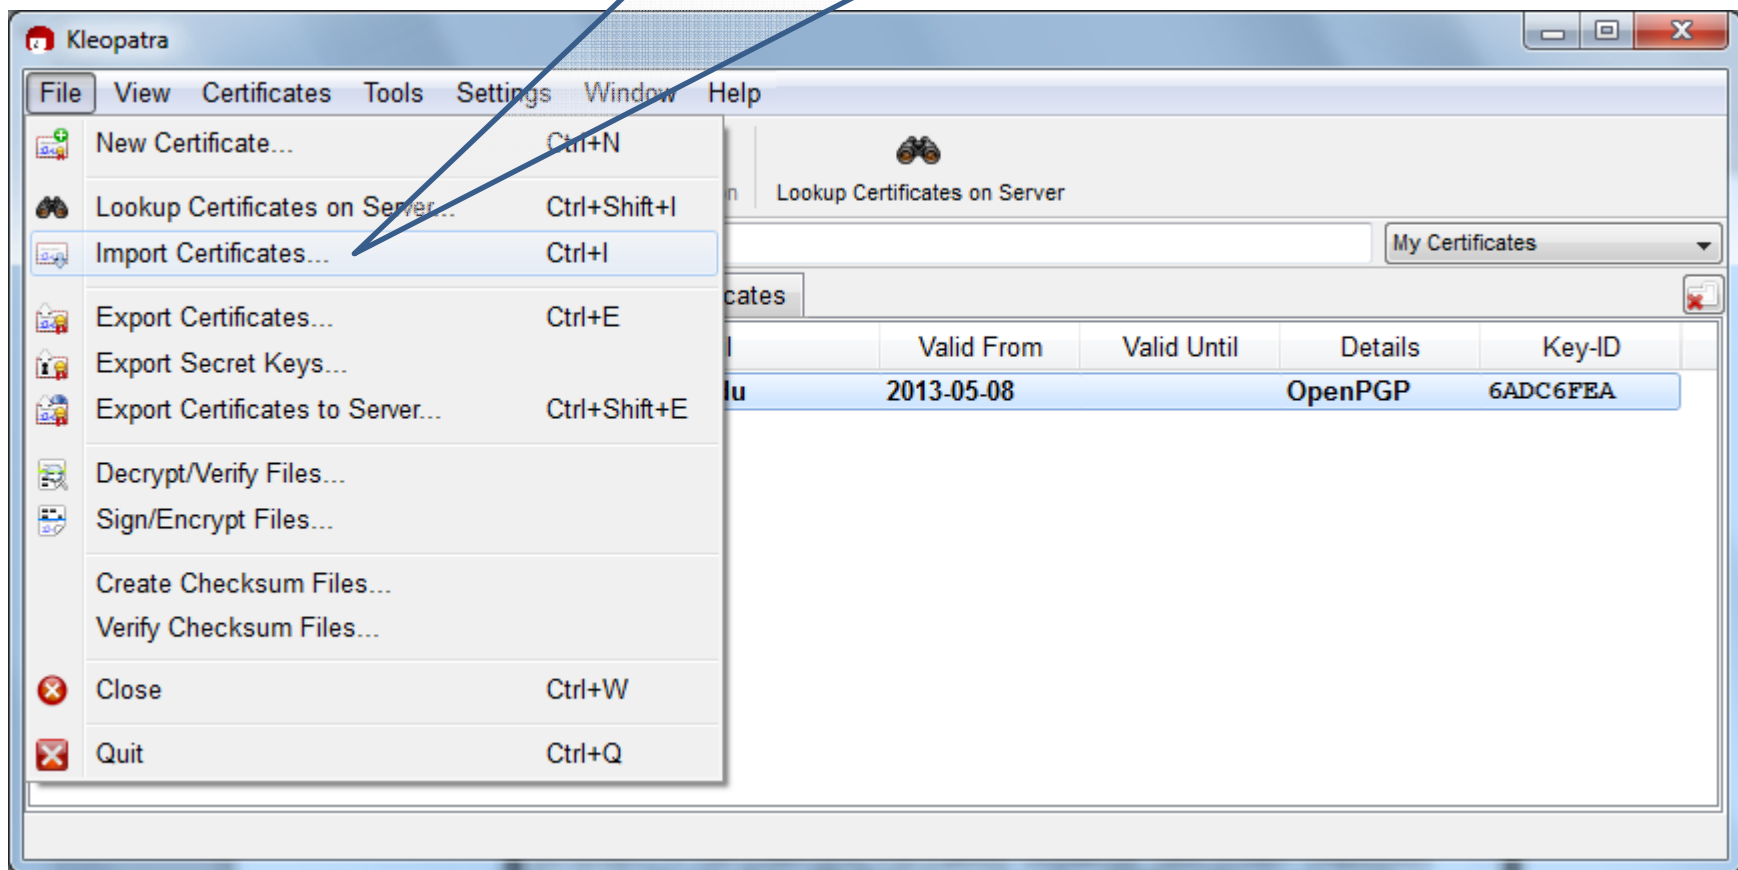 Kleopatra
File View Certificates Tools Settings Window Help
New Certificate... Ctrl+N
Lookup Certificates on Server
Lookup Certificates on Server... Ctrl+Shift+I
Import Certificates... Ctrl+I
My Certificates
Export Certificates... Ctrl+E
Export Secret Keys...
Export Certificates to Server... Ctrl+Shift+E
Decrypt/Verify Files...
Sign/Encrypt Files...
Create Checksum Files...
Verify Checksum Files...
Close Ctrl+W
Quit Ctrl+Q
Valid From Valid Until Details Key-ID
2013-05-08 OpenPGP 6ADC6FEA